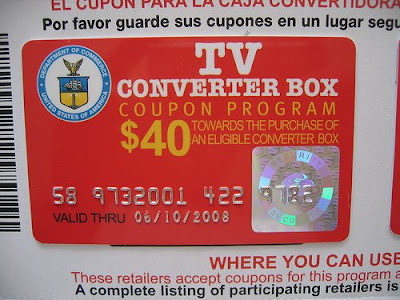 EL CUPÓN PARA LA CAJA CONVERTIDORA
Por favor guarde sus cupones en un lugar segu
DEPARTMENT OF COMMERCE
UNITED STATES OF AMERICA
TV
CONVERTER BOX
COUPON PROGRAM
$40 TOWARDS THE PURCHASE OF
AN ELIGIBLE CONVERTER BOX
58 9732001 422 9782
VALID THRU 06/10/2008
WHERE YOU CAN USE
These retailers accept coupons for this program a
A complete listing of participating retailers is